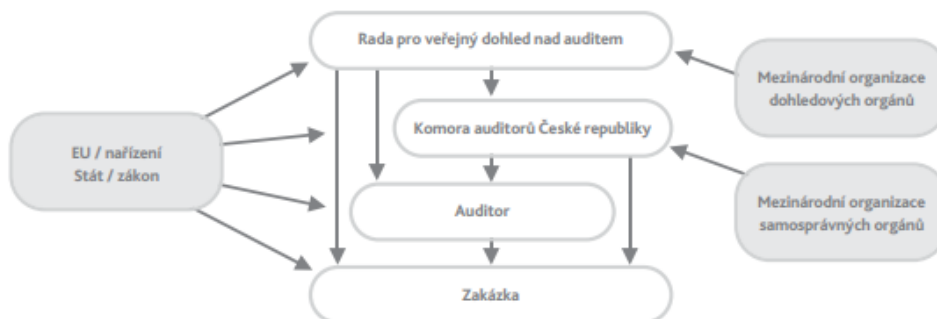 Rada pro veřejný dohled nad auditem
Mezinárodní organizace
dohledových orgánů
Komora auditorů České republiky
EU / nařízení
Stát / zákon
Auditor
Mezinárodní organizace
samosprávných orgánů
Zakázka